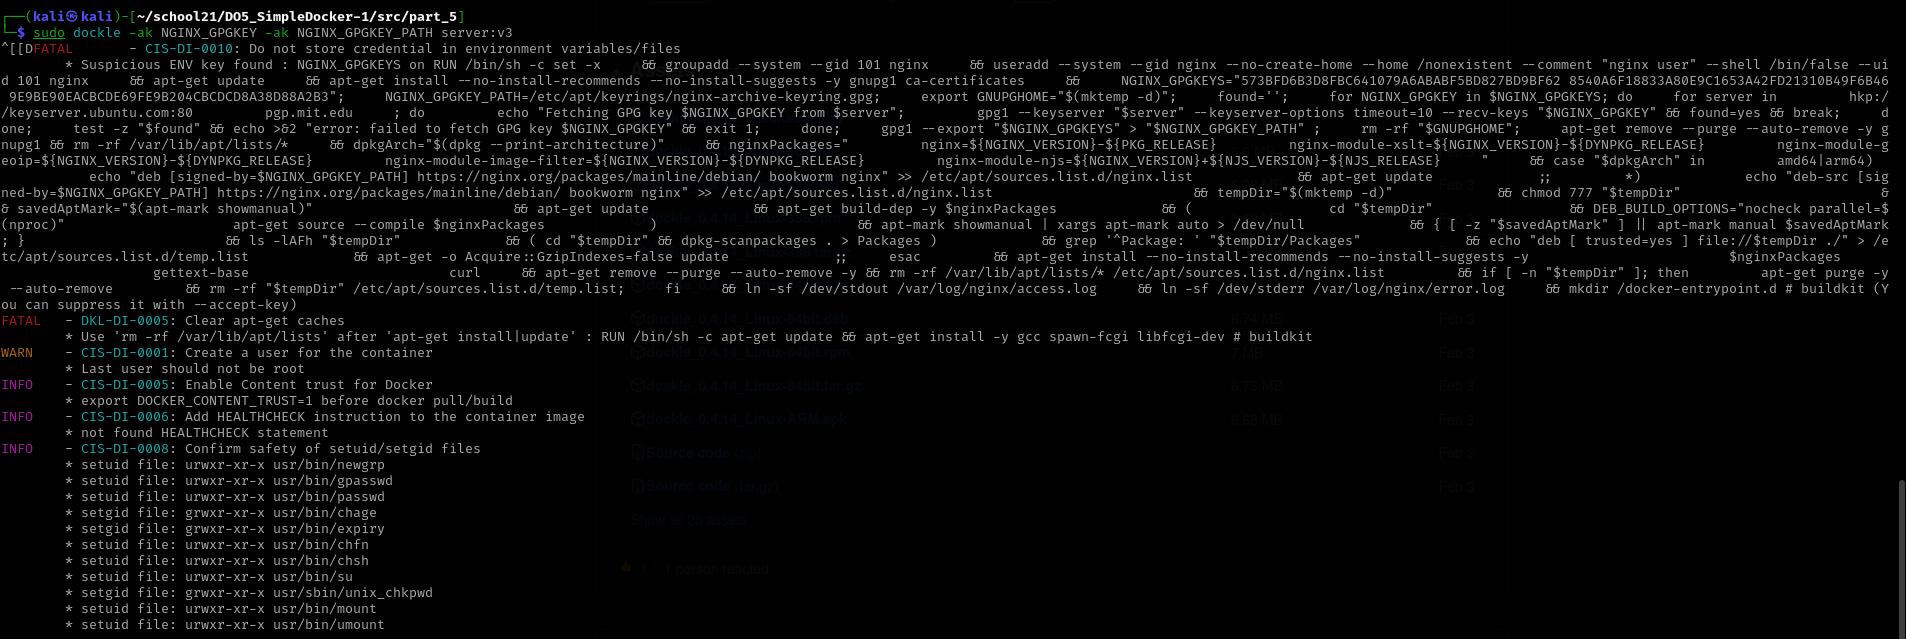 ┌──(kali㉿kali)-[~/school21/DO5_SimpleDocker-1/src/part_5]
└─$ sudo dockle -ak NGINX_GPGKEY -ak NGINX_GPGKEY_PATH server:v3
^[[DFATAL - CIS-DI-0010: Do not store credential in environment variables/files
* Suspicious ENV key found : NGINX_GPGKEYS on RUN /bin/sh -c set -x && groupadd --system --gid 101 nginx && useradd --system --gid nginx --no-create-home --home /nonexistent --comment "nginx user" --shell /bin/false --ui
d 101 nginx && apt-get update && apt-get install --no-install-recommends --no-install-suggests -y gnupg1 ca-certificates && NGINX_GPGKEYS="573BFD6B3D8FBC641079A6ABABF5BD827BD9BF62 8540A6F18833A80E9C1653A42FD21310B49F6B46
9E9BE90EACBCDE69FE9B204CBCDCD8A38D88A2B3"; NGINX_GPGKEY_PATH=/etc/apt/keyrings/nginx-archive-keyring.gpg; export GNUPGHOME="$(mktemp -d)"; found=''; for NGINX_GPGKEY in $NGINX_GPGKEYS; do for server in hkp:/
/keyserver.ubuntu.com:80 pgp.mit.edu ; do echo "Fetching GPG key $NGINX_GPGKEY from $server"; gpg1 --keyserver "$server" --keyserver-options timeout=10 --recv-keys "$NGINX_GPGKEY" && found=yes && break; d
one; test -z "$found" && echo >&2 "error: failed to fetch GPG key $NGINX_GPGKEY" && exit 1; done; gpg1 --export "$NGINX_GPGKEYS" > "$NGINX_GPGKEY_PATH" ; rm -rf "$GNUPGHOME"; apt-get remove --purge --auto-remove -y g
nupg1 && rm -rf /var/lib/apt/lists/* && dpkgArch="$(dpkg --print-architecture)" && nginxPackages=" nginx=${NGINX_VERSION}-${PKG_RELEASE} nginx-module-xslt=${NGINX_VERSION}-${DYNPKG_RELEASE} nginx-module-g
eoip=${NGINX_VERSION}-${DYNPKG_RELEASE} nginx-module-image-filter=${NGINX_VERSION}-${DYNPKG_RELEASE} nginx-module-njs=${NGINX_VERSION}+${NJS_VERSION}-${NJS_RELEASE} " && case "$dpkgArch" in amd64|arm64)
echo "deb [signed-by=$NGINX_GPGKEY_PATH] https://nginx.org/packages/mainline/debian/ bookworm nginx" >> /etc/apt/sources.list.d/nginx.list && apt-get update ;; *) echo "deb-src [sig
ned-by=$NGINX_GPGKEY_PATH] https://nginx.org/packages/mainline/debian/ bookworm nginx" >> /etc/apt/sources.list.d/nginx.list && tempDir="$(mktemp -d)" && chmod 777 "$tempDir" &
& savedAptMark="$(apt-mark showmanual)" && apt-get update && apt-get build-dep -y $nginxPackages && ( cd "$tempDir" && DEB_BUILD_OPTIONS="nocheck parallel=$
(nproc)" apt-get source --compile $nginxPackages ) && apt-mark showmanual | xargs apt-mark auto > /dev/null && { [ -z "$savedAptMark" ] || apt-mark manual $savedAptMark
; } && ls -lAFh "$tempDir" && ( cd "$tempDir" && dpkg-scanpackages . > Packages ) && grep '^Package: ' "$tempDir/Packages" && echo "deb [ trusted=yes ] file://$tempDir ./" > /e
tc/apt/sources.list.d/temp.list && apt-get -o Acquire::GzipIndexes=false update ;; esac && apt-get install --no-install-recommends --no-install-suggests -y $nginxPackages
gettext-base curl && apt-get remove --purge --auto-remove -y && rm -rf /var/lib/apt/lists/* /etc/apt/sources.list.d/nginx.list && if [ -n "$tempDir" ]; then apt-get purge -y
--auto-remove && rm -rf "$tempDir" /etc/apt/sources.list.d/temp.list; fi && ln -sf /dev/stdout /var/log/nginx/access.log && ln -sf /dev/stderr /var/log/nginx/error.log && mkdir /docker-entrypoint.d # buildkit (Y
ou can suppress it with --accept-key)
FATAL - DKL-DI-0005: Clear apt-get caches
* Use 'rm -rf /var/lib/apt/lists' after 'apt-get install|update' : RUN /bin/sh -c apt-get update && apt-get install -y gcc spawn-fcgi libfcgi-dev # buildkit
WARN - CIS-DI-0001: Create a user for the container
* Last user should not be root
INFO - CIS-DI-0005: Enable Content trust for Docker
* export DOCKER_CONTENT_TRUST=1 before docker pull/build
INFO - CIS-DI-0006: Add HEALTHCHECK instruction to the container image
* not found HEALTHCHECK statement
INFO - CIS-DI-0008: Confirm safety of setuid/setgid files
* setuid file: urwxr-xr-x usr/bin/newgrp
* setuid file: urwxr-xr-x usr/bin/gpasswd
* setuid file: urwxr-xr-x usr/bin/passwd
* setgid file: grwxr-xr-x usr/bin/chage
* setgid file: grwxr-xr-x usr/bin/expiry
* setuid file: urwxr-xr-x usr/bin/chfn
* setuid file: urwxr-xr-x usr/bin/chsh
* setuid file: urwxr-xr-x usr/bin/su
* setgid file: grwxr-xr-x usr/sbin/unix_chkpwd
* setuid file: urwxr-xr-x usr/bin/mount
* setuid file: urwxr-xr-x usr/bin/umount